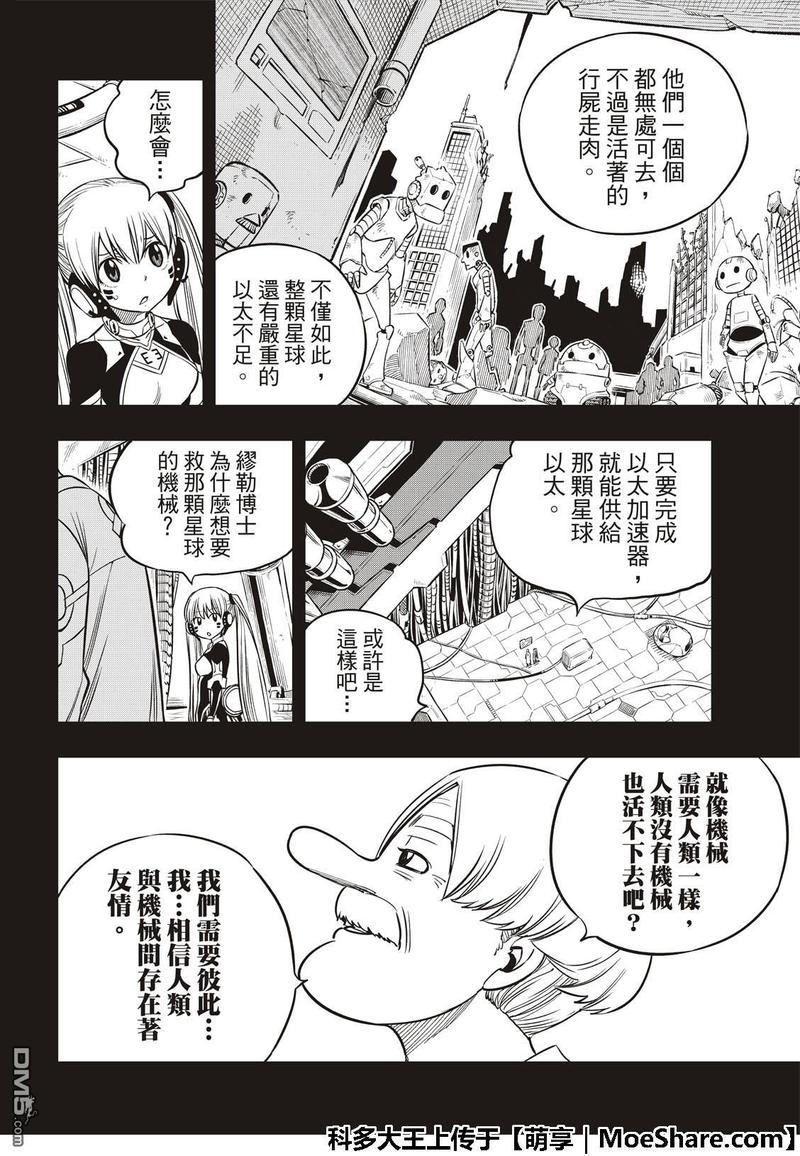 他們一個個
都無處可去，
不過是活著的
行屍走肉。
不僅如此，
整顆星球
還有嚴重的
以太不足。
怎麼會…
只要完成
以太加速器，
就能供給
那顆星球
以太。
或許是
這樣吧…
繆勒博士
為什麼想要
救那顆星球
的機械？
就像機械
需要人類一樣，
人類沒有機械
也活不下去吧？
我們需要彼此…
我…相信人類
與機械間存在著
友情。
DM5.com
科多大王上传于【萌享｜MoeShare.com】